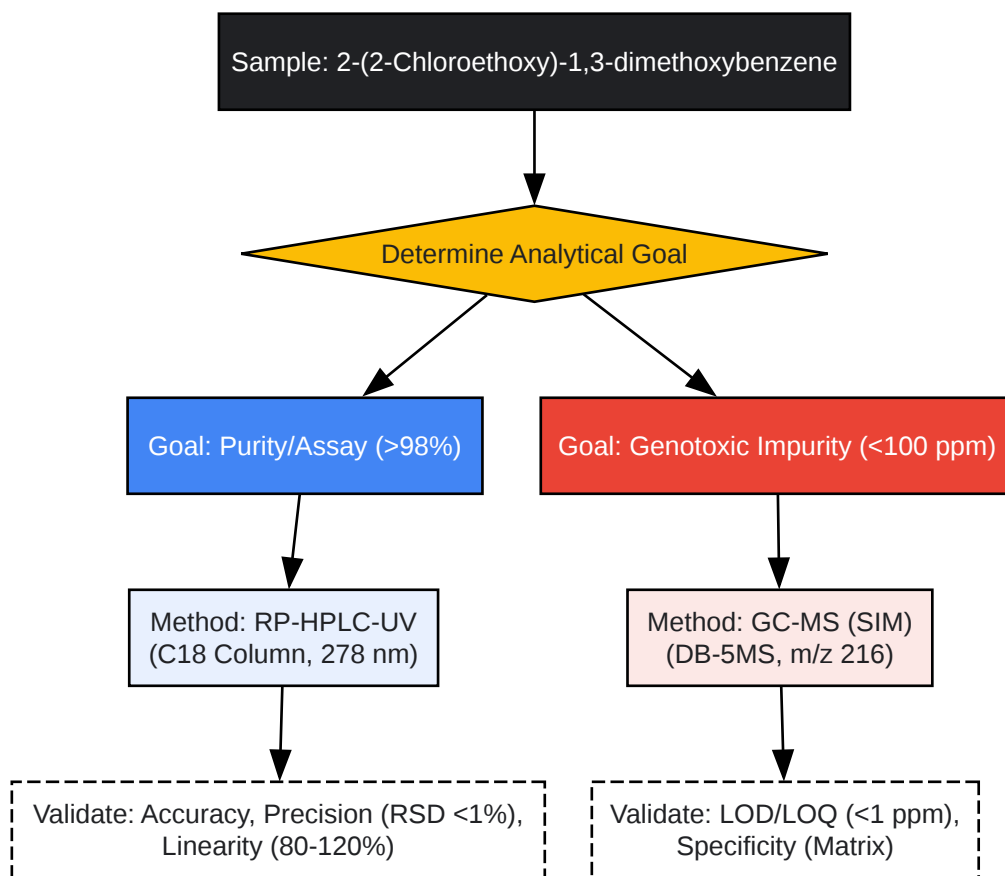 Sample: 2-(2-Chloroethoxy)-1,3-dimethoxybenzene
Determine Analytical Goal
Goal: Purity/Assay (>98%)
Goal: Genotoxic Impurity (<100 ppm)
Method: RP-HPLC-UV
(C18 Column, 278 nm)
Method: GC-MS (SIM)
(DB-5MS, m/z 216)
Validate: Accuracy, Precision (RSD <1%),
Linearity (80-120%)
Validate: LOD/LOQ (<1 ppm),
Specificity (Matrix)